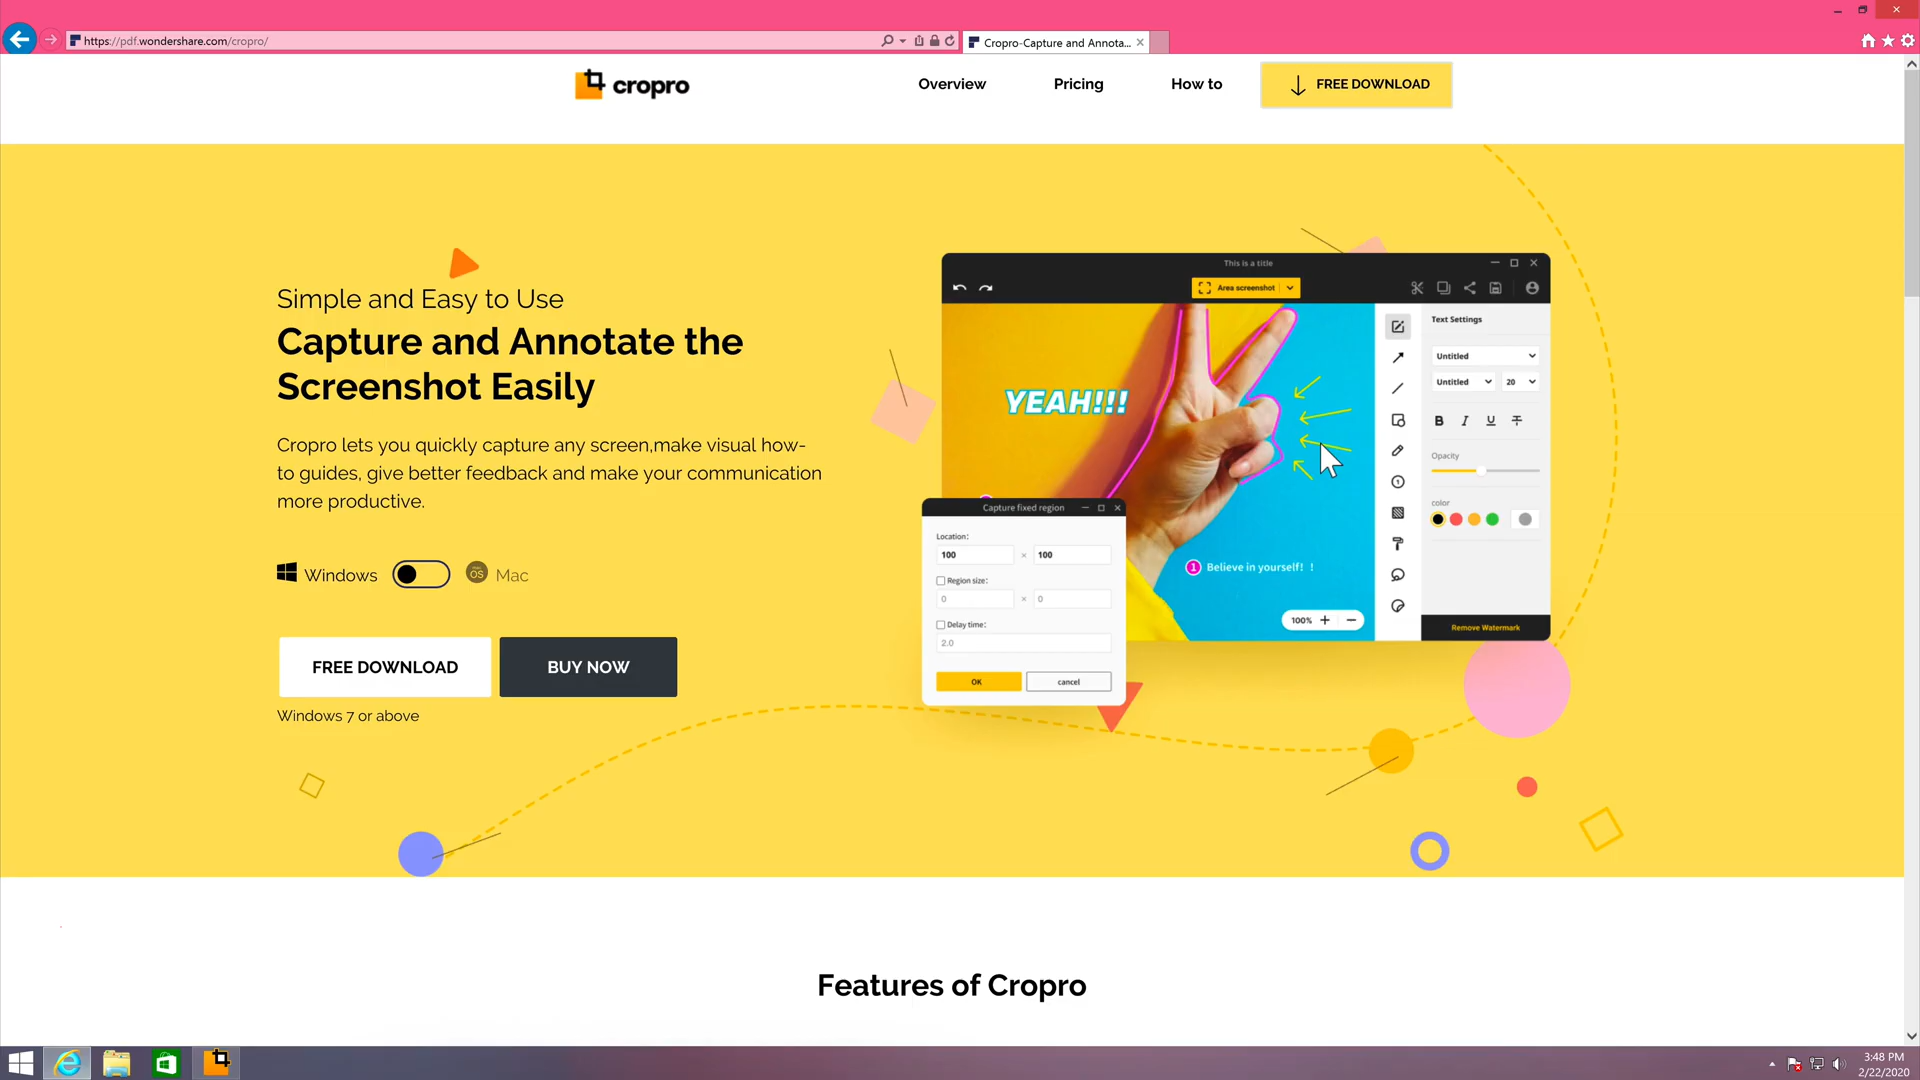 https://pdf.wondershare.com/cropro/
Cropro-Capture and Annota...
cropro
Overview
Pricing
How to
FREE DOWNLOAD
Simple and Easy to Use
Capture and Annotate the
Screenshot Easily
Cropro lets you quickly capture any screen,make visual how-
to guides, give better feedback and make your communication
more productive.
Windows
Mac
FREE DOWNLOAD
BUY NOW
Windows 7 or above
This is a title
Area screenshot
YEAH!!!
1 Believe in yourself! !
100% + −
Text Settings
Untitled
Untitled 20
B I U T
Opacity
color
Remove Watermark
Capture fixed region
Location:
100 × 100
Region size:
0 × 0
Delay time:
2.0
OK
cancel
Features of Cropro
3:48 PM
2/22/2020